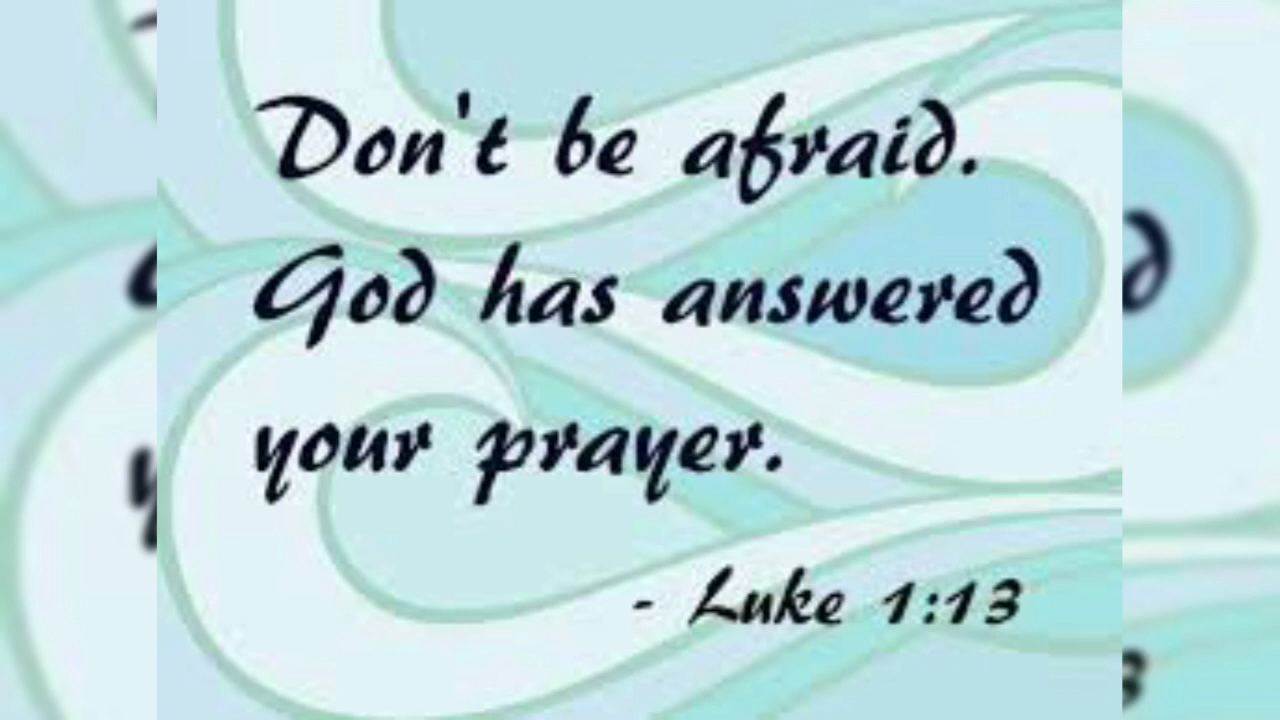 Don't be afraid.
God has answered
your prayer.
- Luke 1:13